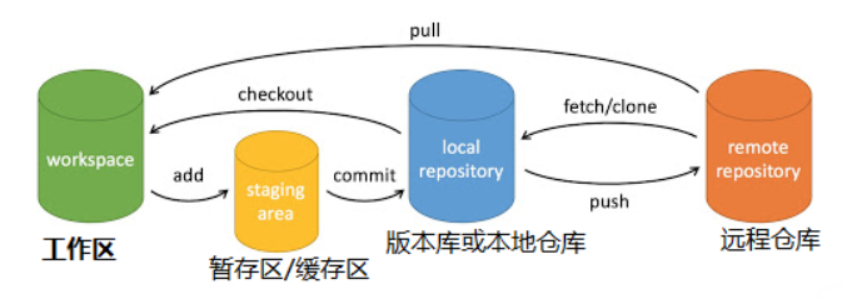 pull
checkout
fetch/clone
workspace
local
repository
remote
repository
add
staging
area
commit
push
工作区
暂存区/缓存区
版本库或本地仓库
远程仓库